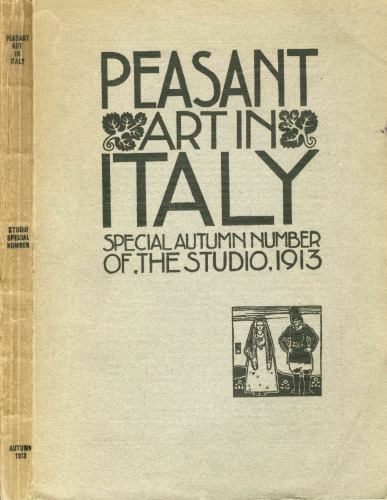 PEASANT
ART
IN
ITALY
STUDIO
SPECIAL
NUMBER
AUTUMN
1913
PEASANT
ART IN
ITALY
SPECIAL AUTUMN NUMBER
OF, THE STUDIO, 1913